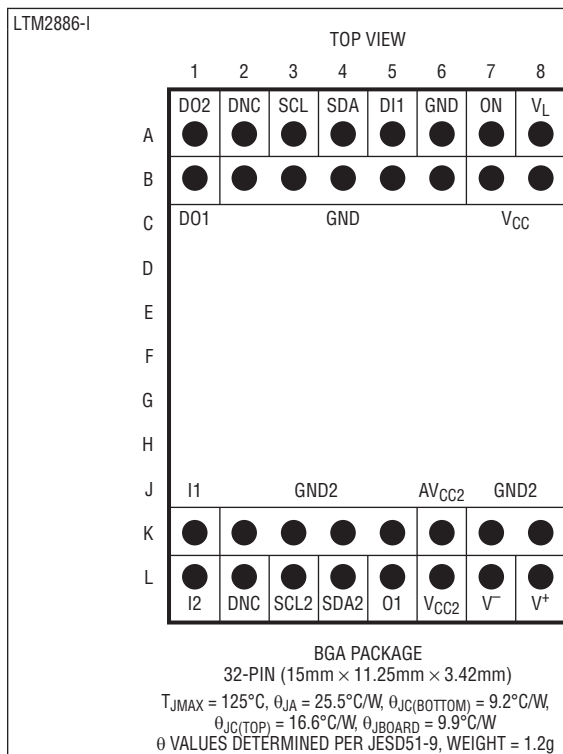 LTM2886-I
TOP VIEW
1 2 3 4 5 6 7 8
DO2 DNC SCL SDA DI1 GND ON VL
A
B
C DO1 GND VCC
D
E
F
G
H
J I1 GND2 AVCC2 GND2
K
L
I2 DNC SCL2 SDA2 O1 VCC2 V– V+
BGA PACKAGE
32-PIN (15mm × 11.25mm × 3.42mm)
TJMAX = 125°C, θJA = 25.5°C/W, θJC(BOTTOM) = 9.2°C/W,
θJC(TOP) = 16.6°C/W, θJBOARD = 9.9°C/W
θ VALUES DETERMINED PER JESD51-9, WEIGHT = 1.2g